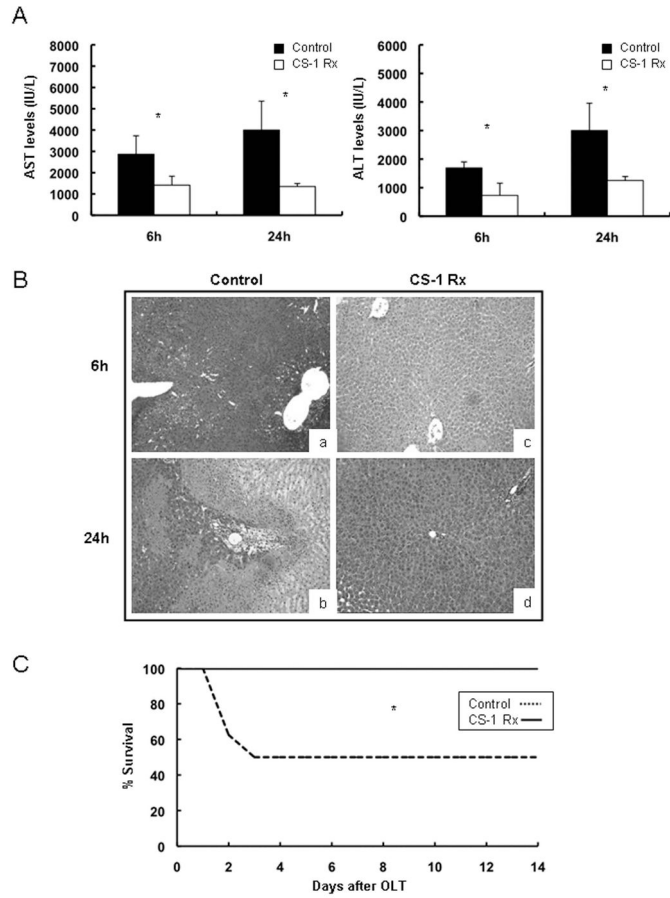 A
AST levels (IU/L)
8000
7000
6000
5000
4000
3000
2000
1000
0
6h
24h
Control
CS-1 Rx
*
*
ALT levels (IU/L)
6000
5000
4000
3000
2000
1000
0
6h
24h
Control
CS-1 Rx
*
*
B
Control
CS-1 Rx
6h
a
c
24h
b
d
C
% Survival
100
80
60
40
20
0
*
Control
CS-1 Rx
0 2 4 6 8 10 12 14
Days after OLT